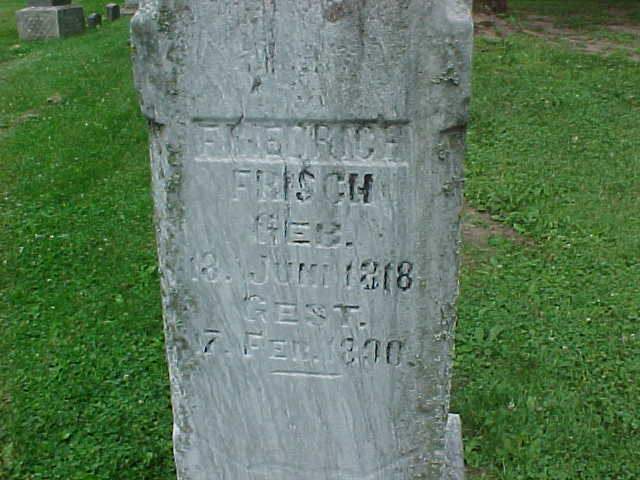 FRIEDRICH
FRISCH
GEB.
18. JUNI 1818
GEST.
7. FEB. 1900.